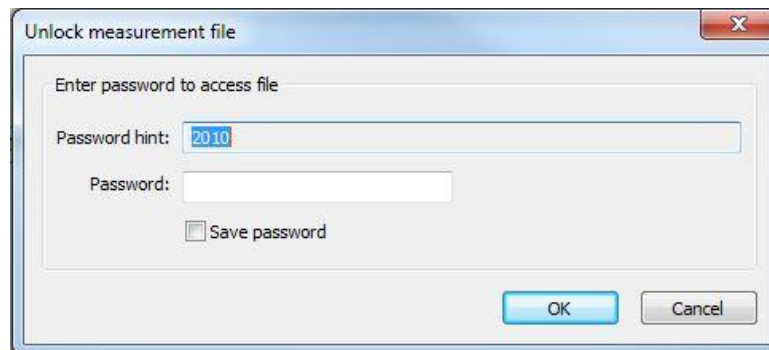 Unlock measurement file
Enter password to access file
Password hint: 2010
Password:
Save password
OK Cancel